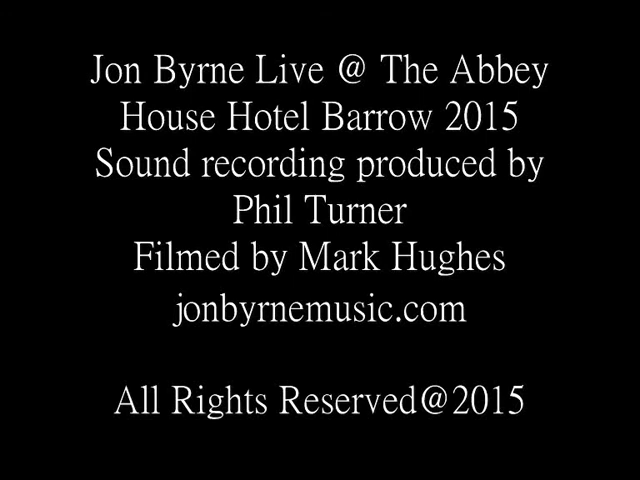 Jon Byrne Live @ The Abbey
House Hotel Barrow 2015
Sound recording produced by
Phil Turner
Filmed by Mark Hughes
jonbyrnemusic.com
All Rights Reserved@2015